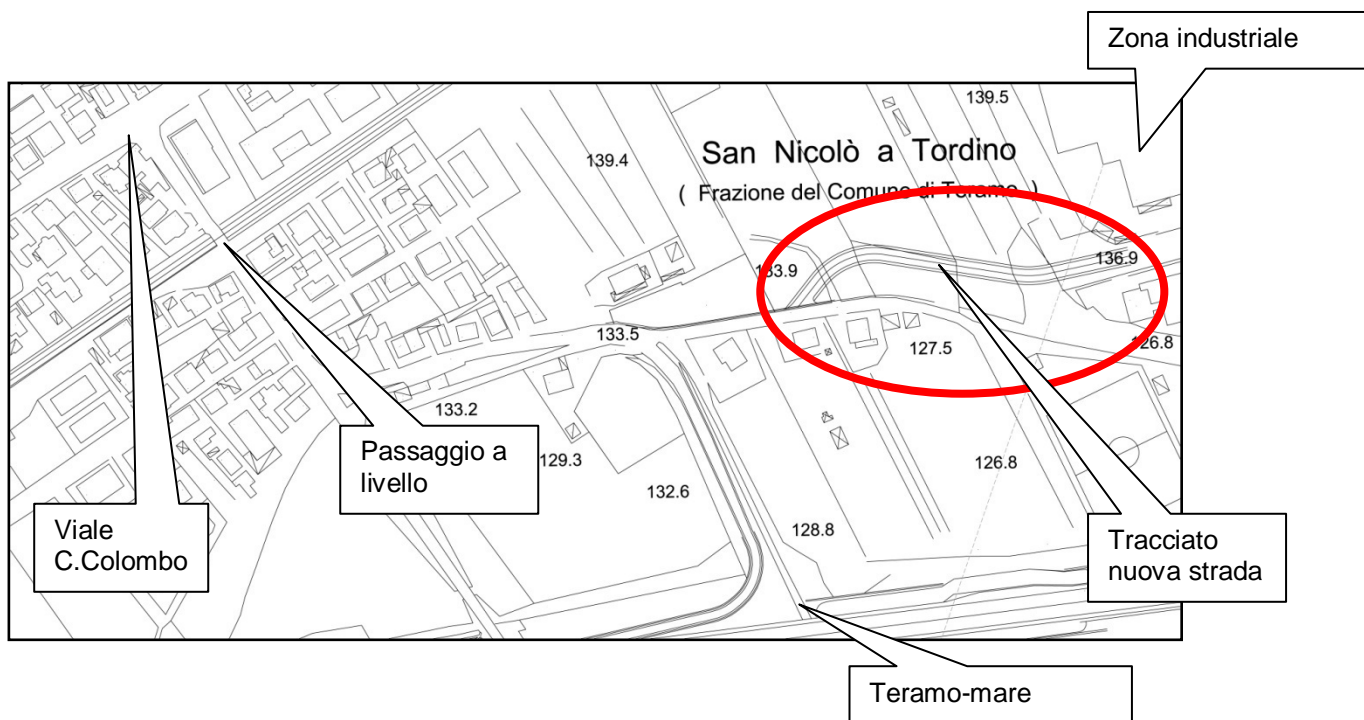 Zona industriale
139.5
139.4
San Nicolò a Tordino
( Frazione del Comune di Teramo )
133.9
136.9
133.5
126.8
127.5
133.2
Passaggio a
livello
129.3
126.8
132.6
128.8
Viale
C.Colombo
Tracciato
nuova strada
Teramo-mare